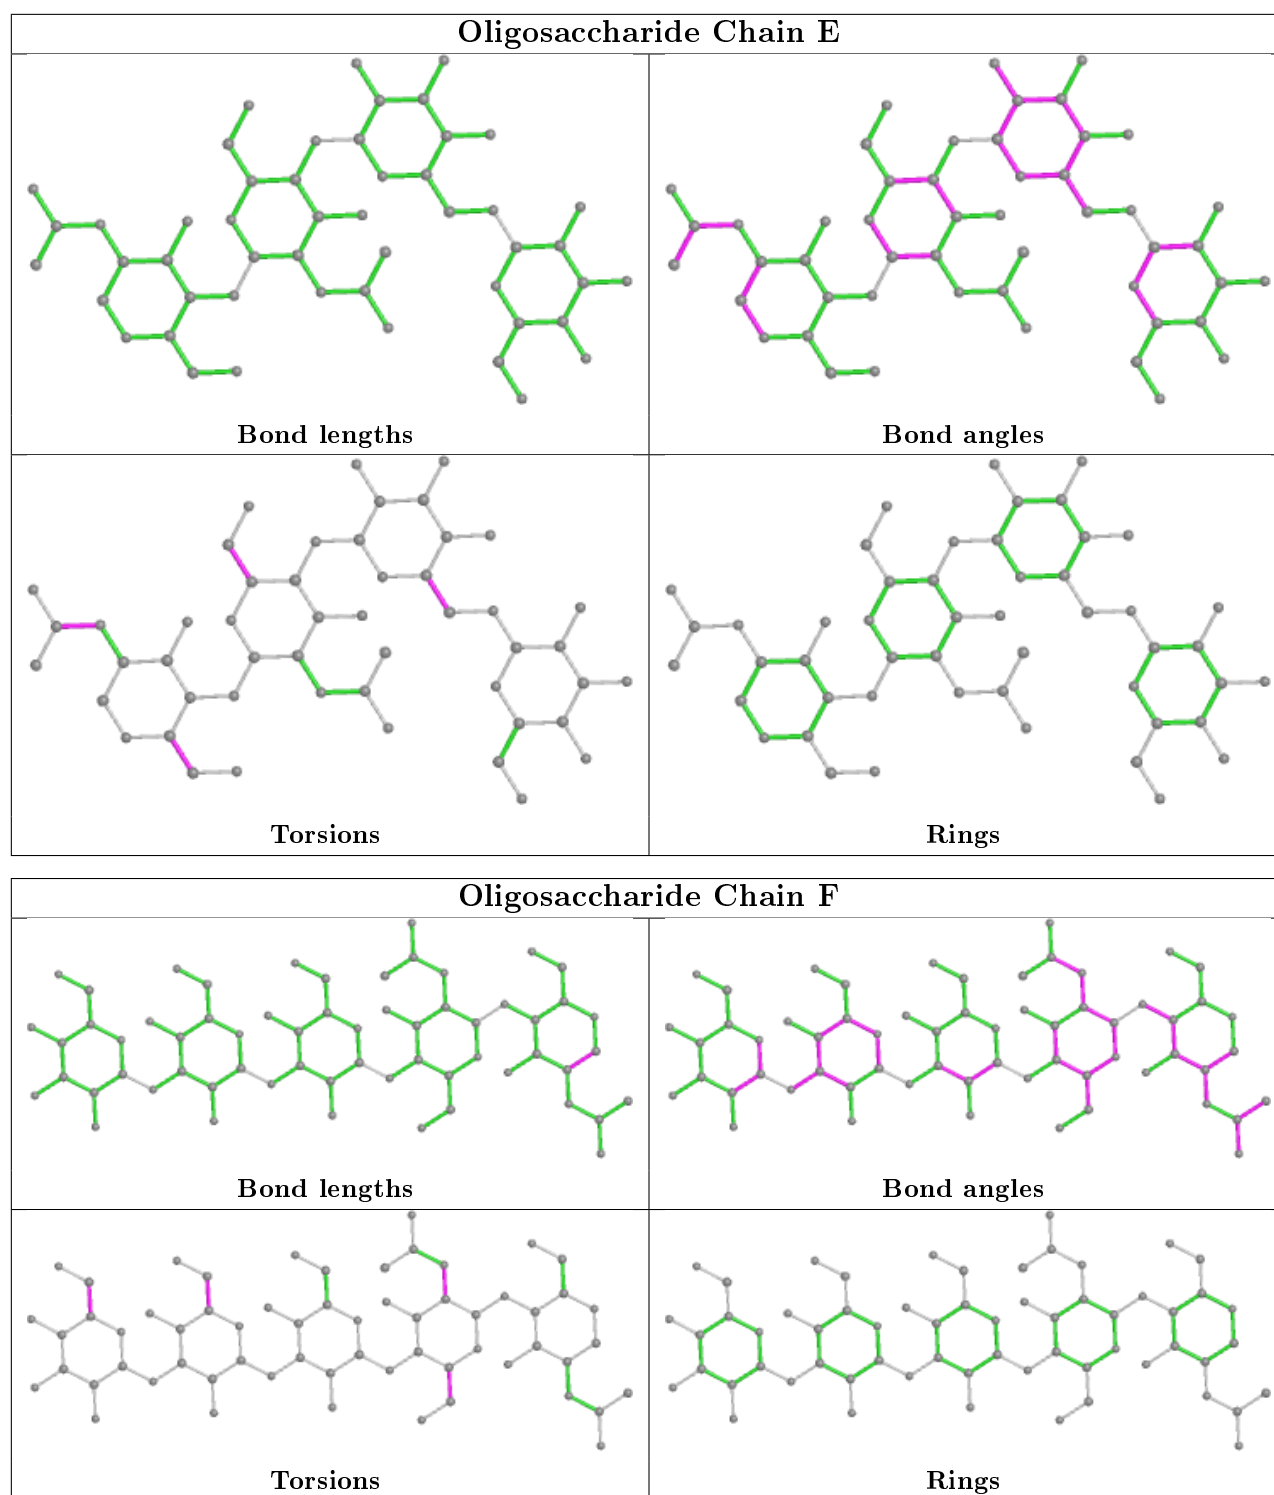 Oligosaccharide Chain E
Bond lengths
Bond angles
Torsions
Rings
Oligosaccharide Chain F
Bond lengths
Bond angles
Torsions
Rings